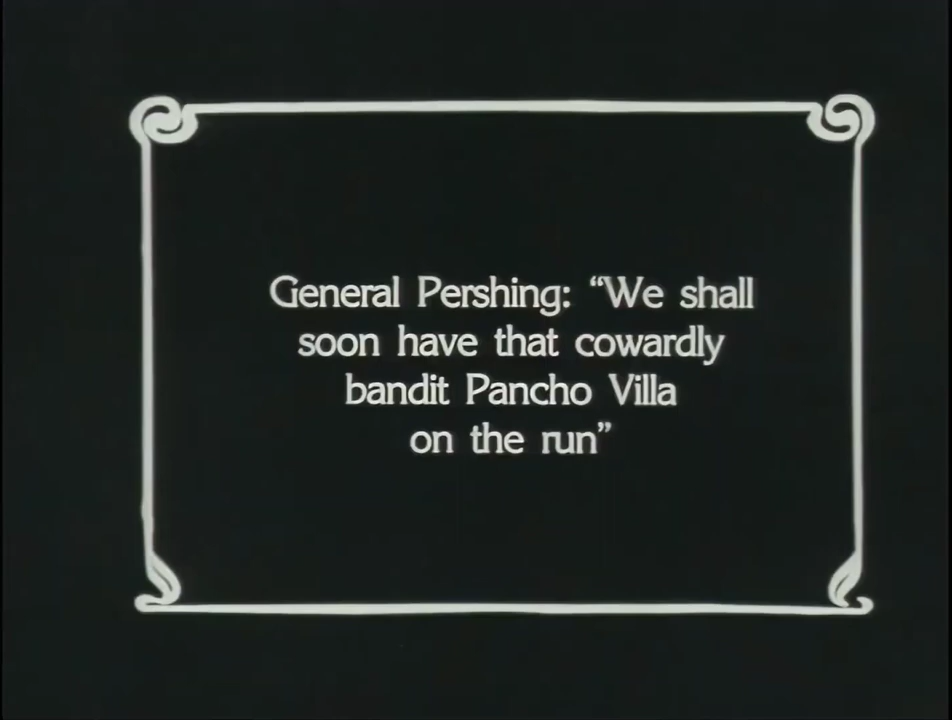 General Pershing: “We shall
soon have that cowardly
bandit Pancho Villa
on the run”